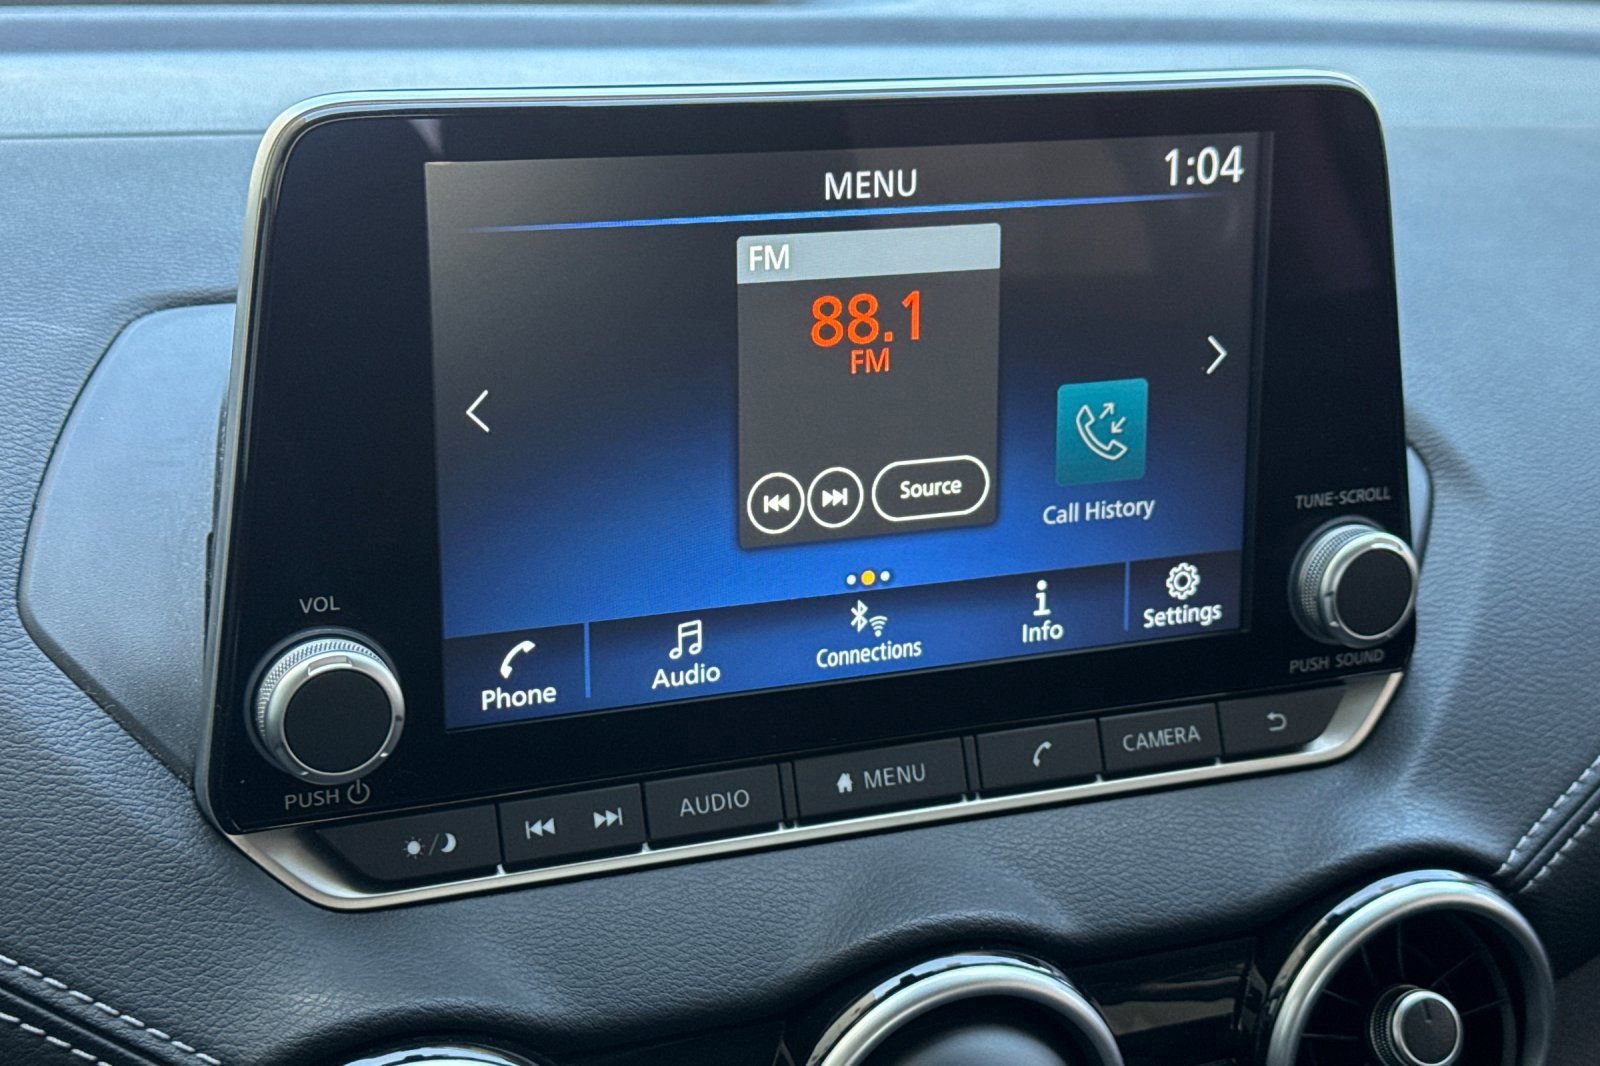 MENU
1:04
FM
88.1
FM
Source
Call History
Phone
Audio
Connections
Info
Settings
VOL
PUSH
TUNE-SCROLL
PUSH SOUND
AUDIO
MENU
CAMERA